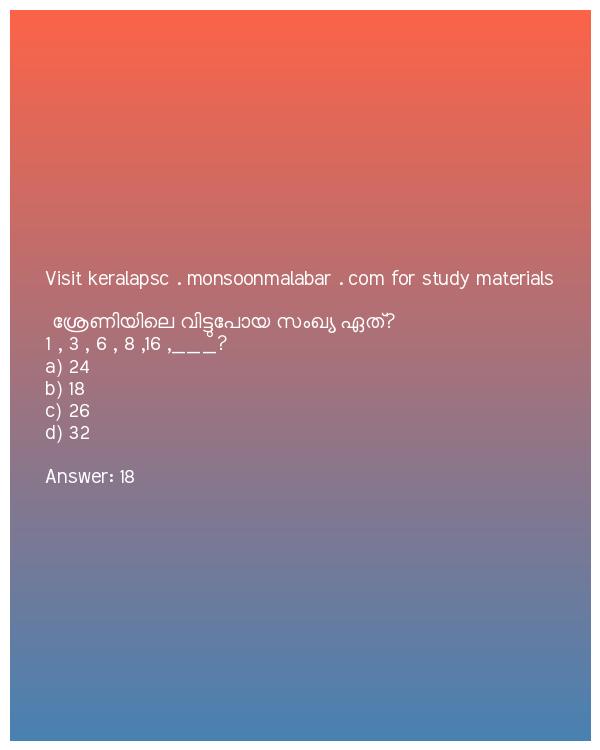 Visit keralapsc . monsoonmalabar . com for study materials
ശ്രേണിയിലെ വിട്ടുപോയ സംഖ്യ ഏത്?
1 , 3 , 6 , 8 ,16 ,___?
a) 24
b) 18
c) 26
d) 32
Answer: 18